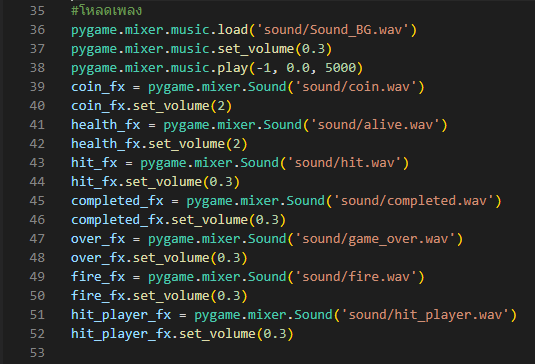 35 #โหลดเพลง
36 pygame.mixer.music.load('sound/Sound_BG.wav')
37 pygame.mixer.music.set_volume(0.3)
38 pygame.mixer.music.play(-1, 0.0, 5000)
39 coin_fx = pygame.mixer.Sound('sound/coin.wav')
40 coin_fx.set_volume(2)
41 health_fx = pygame.mixer.Sound('sound/alive.wav')
42 health_fx.set_volume(2)
43 hit_fx = pygame.mixer.Sound('sound/hit.wav')
44 hit_fx.set_volume(0.3)
45 completed_fx = pygame.mixer.Sound('sound/completed.wav')
46 completed_fx.set_volume(0.3)
47 over_fx = pygame.mixer.Sound('sound/game_over.wav')
48 over_fx.set_volume(0.3)
49 fire_fx = pygame.mixer.Sound('sound/fire.wav')
50 fire_fx.set_volume(0.3)
51 hit_player_fx = pygame.mixer.Sound('sound/hit_player.wav')
52 hit_player_fx.set_volume(0.3)
53